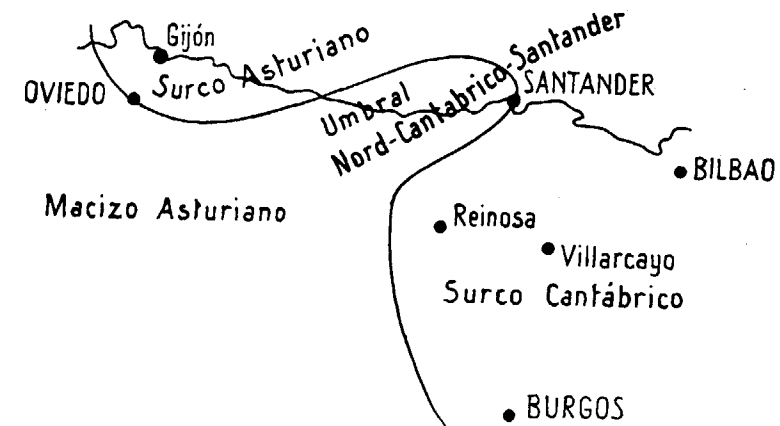 Gijón
Surco Asturiano
OVIEDO
Umbral
Nord-Cantabrico-Santander
SANTANDER
BILBAO
Macizo Asturiano
Reinosa
Villarcayo
Surco Cantábrico
BURGOS